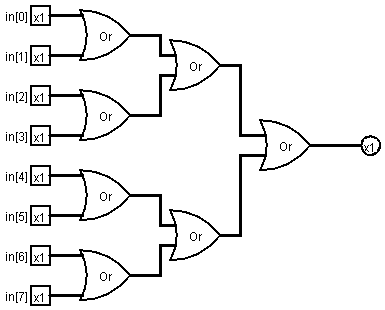 in[0] x1
Or
in[1] x1
Or
in[2] x1
Or
in[3] x1
Or
x1
in[4] x1
Or
in[5] x1
Or
in[6] x1
Or
in[7] x1